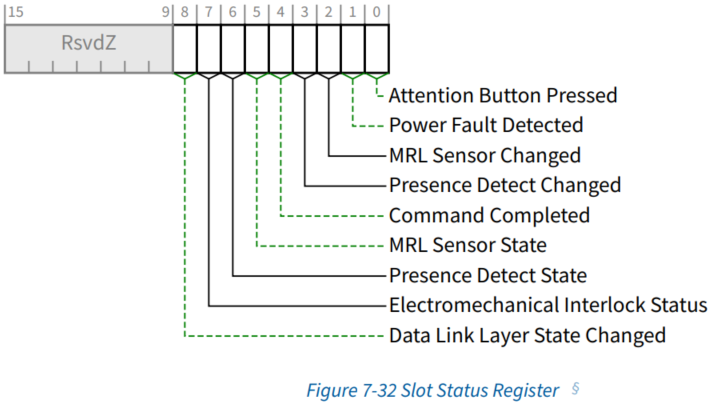 15 9 8 7 6 5 4 3 2 1 0
RsvdZ
Attention Button Pressed
Power Fault Detected
MRL Sensor Changed
Presence Detect Changed
Command Completed
MRL Sensor State
Presence Detect State
Electromechanical Interlock Status
Data Link Layer State Changed
Figure 7-32 Slot Status Register §